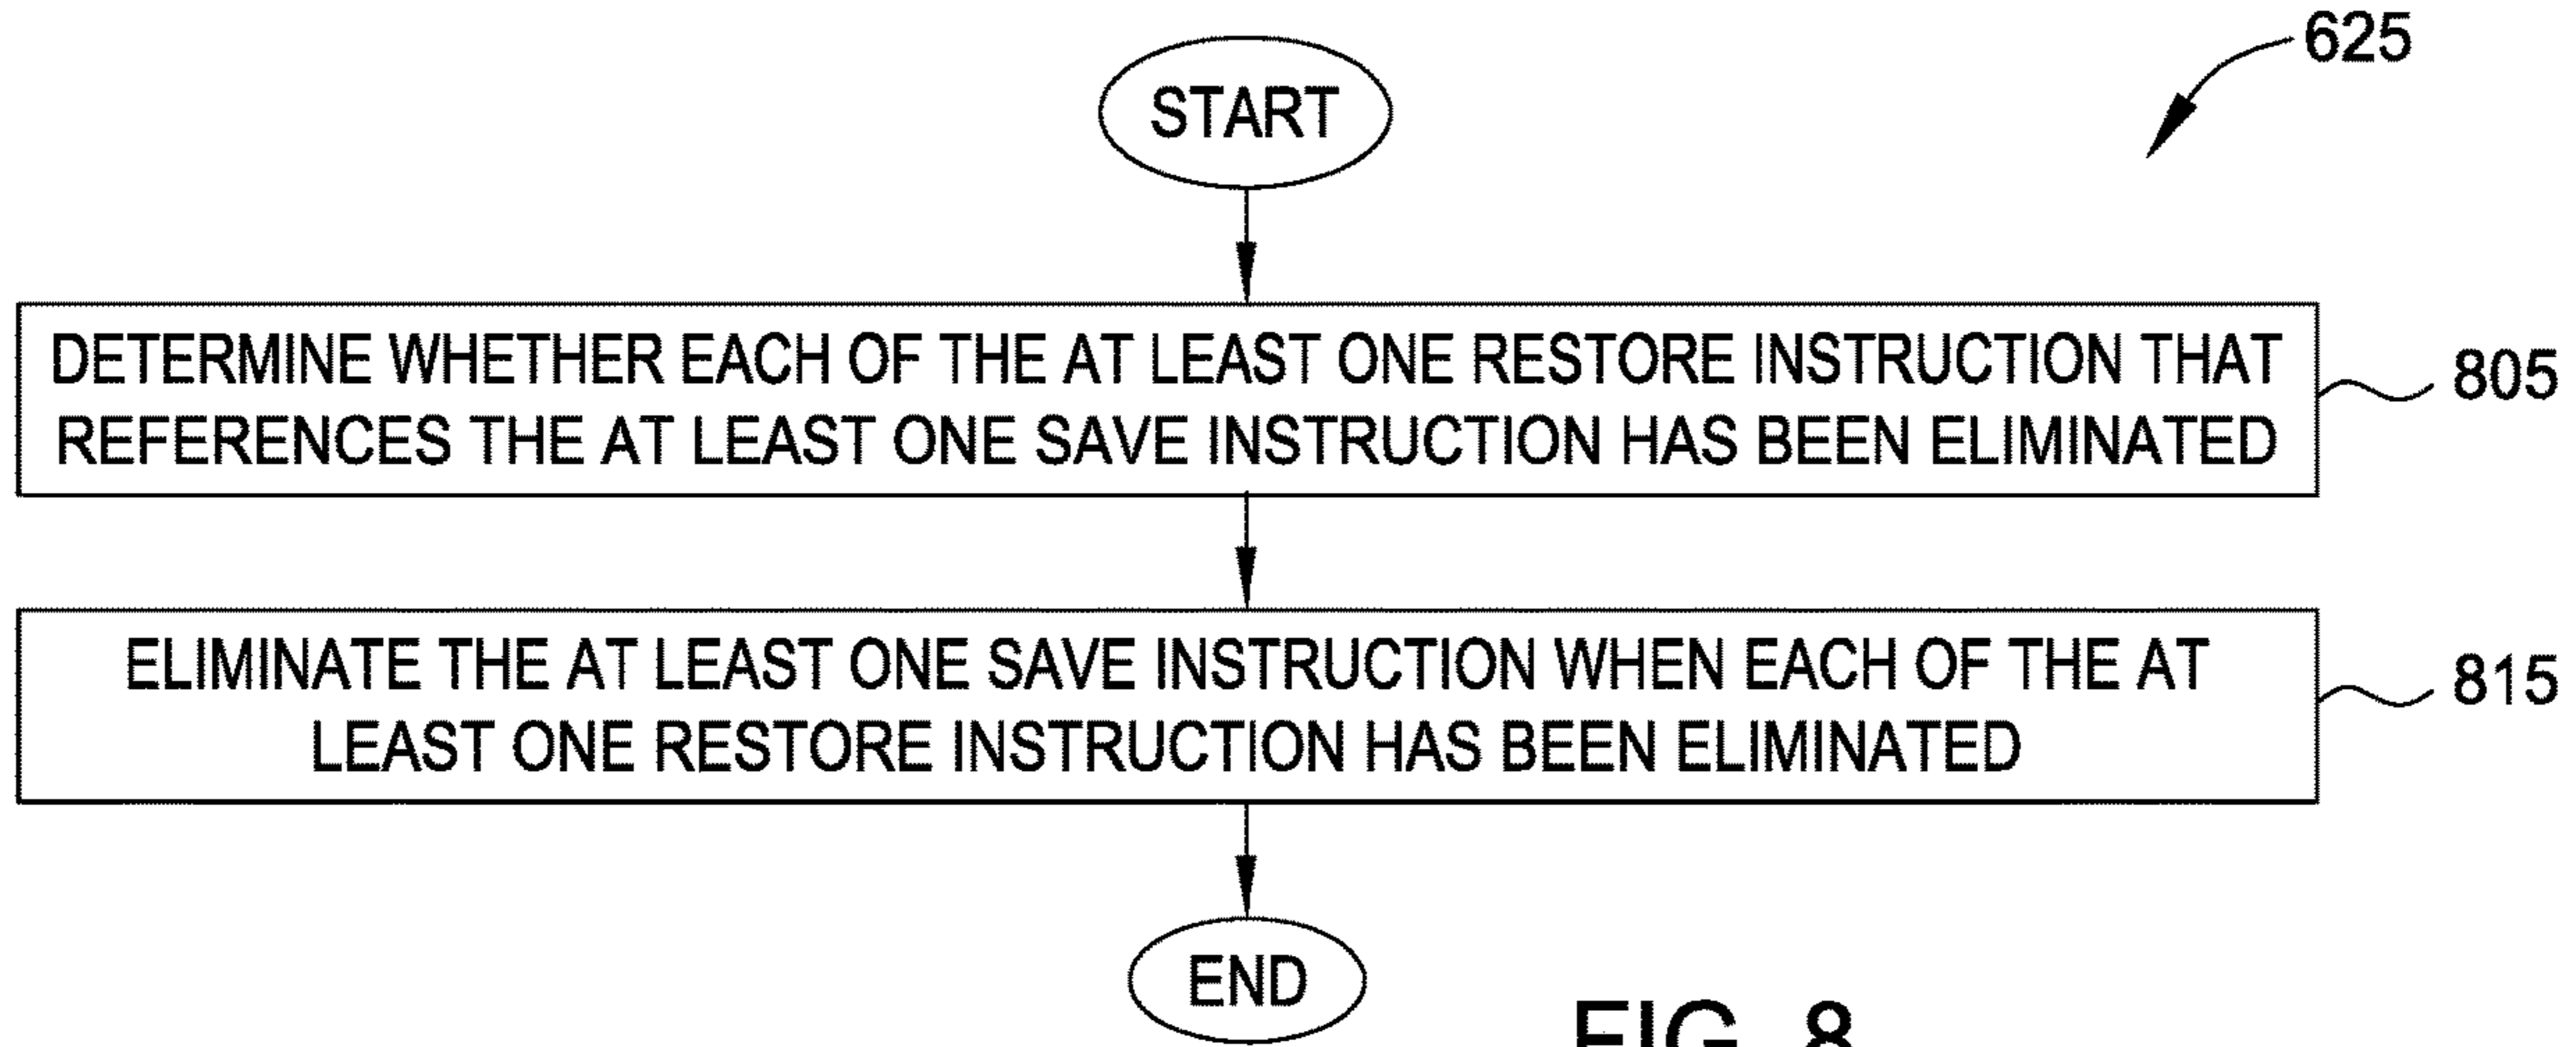 625
START
DETERMINE WHETHER EACH OF THE AT LEAST ONE RESTORE INSTRUCTION THAT
REFERENCES THE AT LEAST ONE SAVE INSTRUCTION HAS BEEN ELIMINATED
805
ELIMINATE THE AT LEAST ONE SAVE INSTRUCTION WHEN EACH OF THE AT
LEAST ONE RESTORE INSTRUCTION HAS BEEN ELIMINATED
815
END
FIG. 8